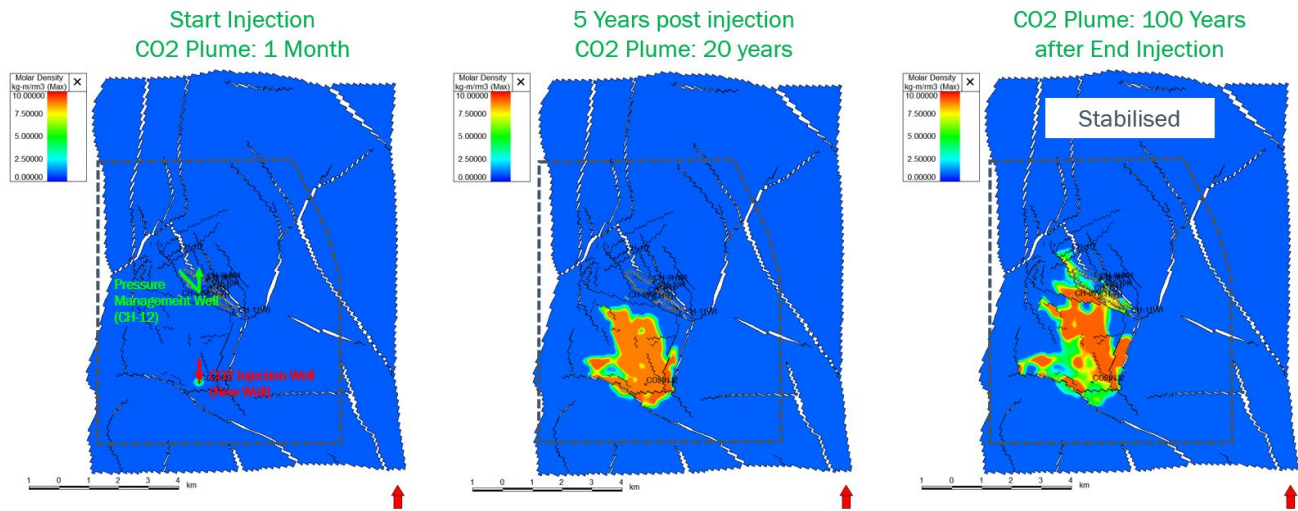 Start Injection
CO2 Plume: 1 Month
5 Years post injection
CO2 Plume: 20 years
CO2 Plume: 100 Years
after End Injection
Molar Density
kg-m/rm3 (Max)
10.00000
7.50000
5.00000
2.50000
0.00000
Pressure
Management Well
(CH-12)
CO2 Injection Well
(New Well)
1 0 1 2 3 4 km
Molar Density
kg-m/rm3 (Max)
10.00000
7.50000
5.00000
2.50000
0.00000
CH-11WI
CO2INJ2
1 0 1 2 3 4 km
Molar Density
kg-m/rm3 (Max)
10.00000
7.50000
5.00000
2.50000
0.00000
Stabilised
CO2INJ2
1 0 1 2 3 4 km